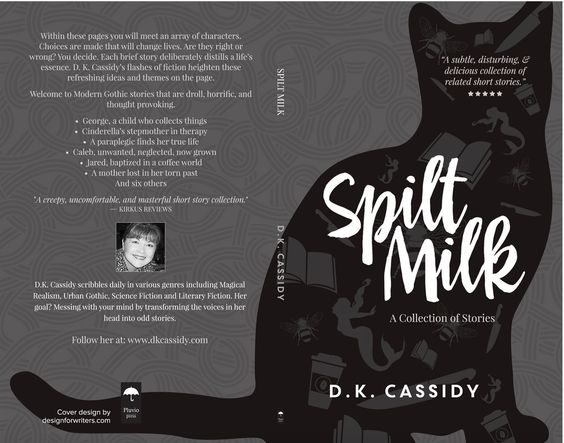 Within these pages you will meet an array of characters.
Choices are made that will change lives. Are they right or
wrong? You decide. Each brief story deliberately distills a life's
essence. D. K. Cassidy's flashes of fiction heighten these
refreshing ideas and themes on the page.
Welcome to Modern Gothic stories that are droll, horrific, and
thought provoking.
• George, a child who collects things
• Cinderella's stepmother in therapy
• A paraplegic finds her true life
• Caleb, unwanted, neglected, now grown
• Jared, baptized in a coffee world
• A mother lost in her torn past
And six others
"A creepy, uncomfortable, and masterful short story collection."
— KIRKUS REVIEWS
D.K. Cassidy scribbles daily in various genres including Magical
Realism, Urban Gothic, Science Fiction and Literary Fiction. Her
goal? Messing with your mind by transforming the voices in her
head into odd stories.
Follow her at: www.dkcassidy.com
Cover design by
designforwriters.com
Pluvio
press
SPILT MILK
D.K. CASSIDY
"A subtle, disturbing, &
delicious collection of
related short stories."
★★★★★
Spilt
Milk
A Collection of Stories
D.K. CASSIDY